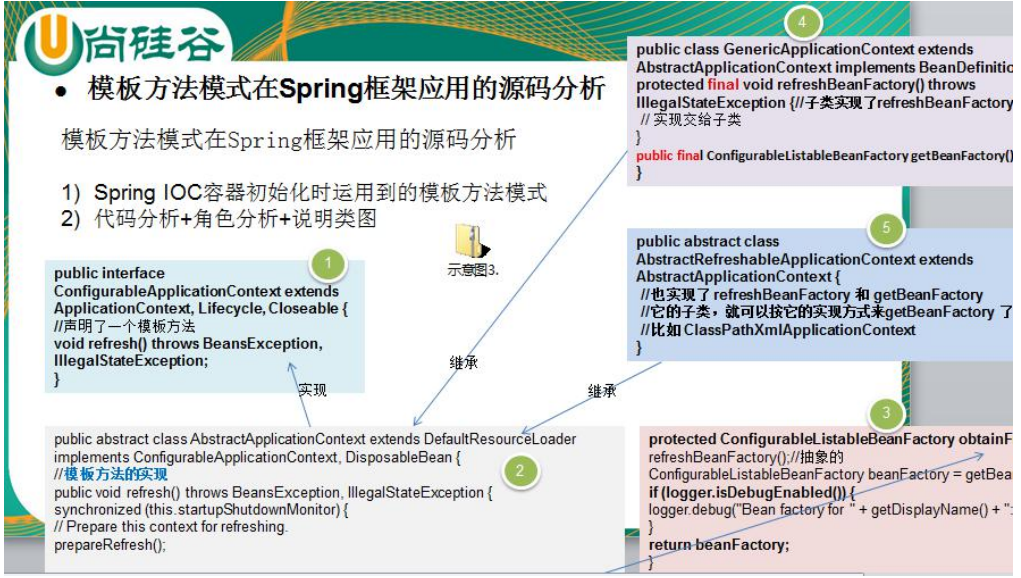 尚硅谷
模板方法模式在Spring框架应用的源码分析
模板方法模式在Spring框架应用的源码分析
1) Spring IOC容器初始化时运用到的模板方法模式
2) 代码分析+角色分析+说明类图
示意图3.
1
public interface
ConfigurableApplicationContext extends
ApplicationContext, Lifecycle, Closeable {
//声明了一个模板方法
void refresh() throws BeansException,
IllegalStateException;
}
实现
继承
继承
2
public abstract class AbstractApplicationContext extends DefaultResourceLoader
implements ConfigurableApplicationContext, DisposableBean {
//模板方法的实现
public void refresh() throws BeansException, IllegalStateException {
synchronized (this.startupShutdownMonitor) {
// Prepare this context for refreshing.
prepareRefresh();
4
public class GenericApplicationContext extends
AbstractApplicationContext implements BeanDefinitio
protected final void refreshBeanFactory() throws
IllegalStateException {//子类实现了refreshBeanFactory
// 实现交给子类
}
public final ConfigurableListableBeanFactory getBeanFactory()
}
5
public abstract class
AbstractRefreshableApplicationContext extends
AbstractApplicationContext {
//也实现了 refreshBeanFactory 和 getBeanFactory
//它的子类，就可以按它的实现方式来getBeanFactory 了
//比如 ClassPathXmlApplicationContext
}
3
protected ConfigurableListableBeanFactory obtainF
refreshBeanFactory();//抽象的
ConfigurableListableBeanFactory beanFactory = getBea
if (logger.isDebugEnabled()) {
logger.debug("Bean factory for " + getDisplayName() + ":
}
return beanFactory;
}